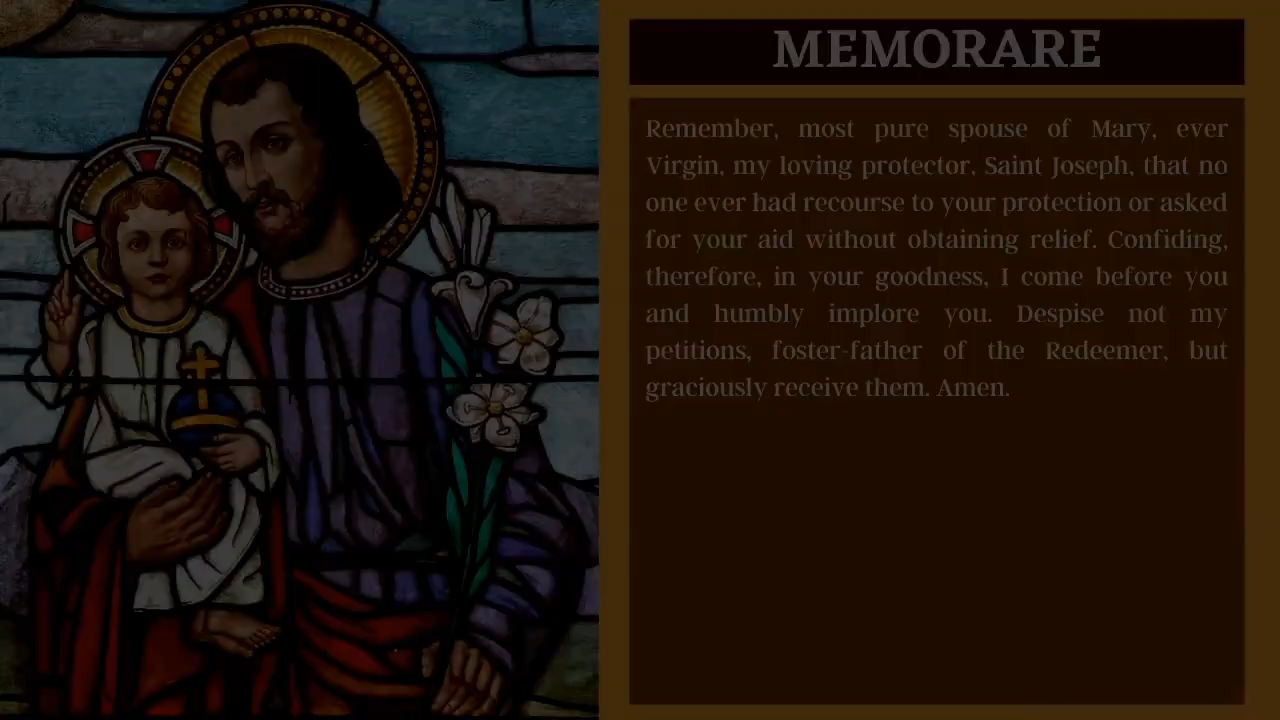 MEMORARE
Remember, most pure spouse of Mary, ever
Virgin, my loving protector, Saint Joseph, that no
one ever had recourse to your protection or asked
for your aid without obtaining relief. Confiding,
therefore, in your goodness, I come before you
and humbly implore you. Despise not my
petitions, foster-father of the Redeemer, but
graciously receive them. Amen.